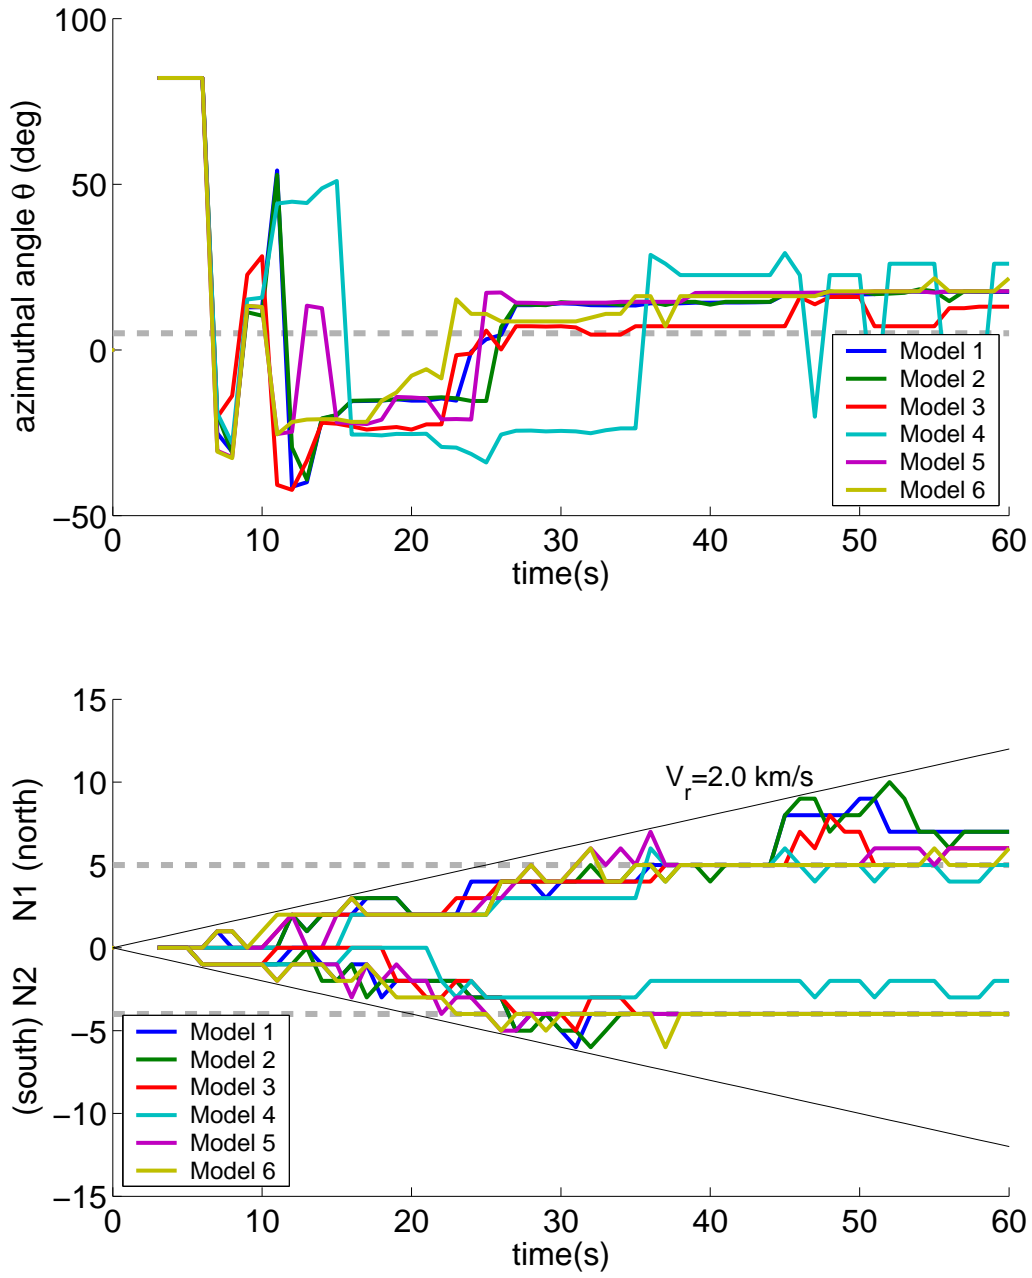 100
50
0
−50
azimuthal angle θ (deg)
0
10
20
30
40
50
60
time(s)
Model 1
Model 2
Model 3
Model 4
Model 5
Model 6
15
10
5
0
−5
−10
−15
(south) N2 N1 (north)
V_r=2.0 km/s
0
10
20
30
40
50
60
time(s)
Model 1
Model 2
Model 3
Model 4
Model 5
Model 6